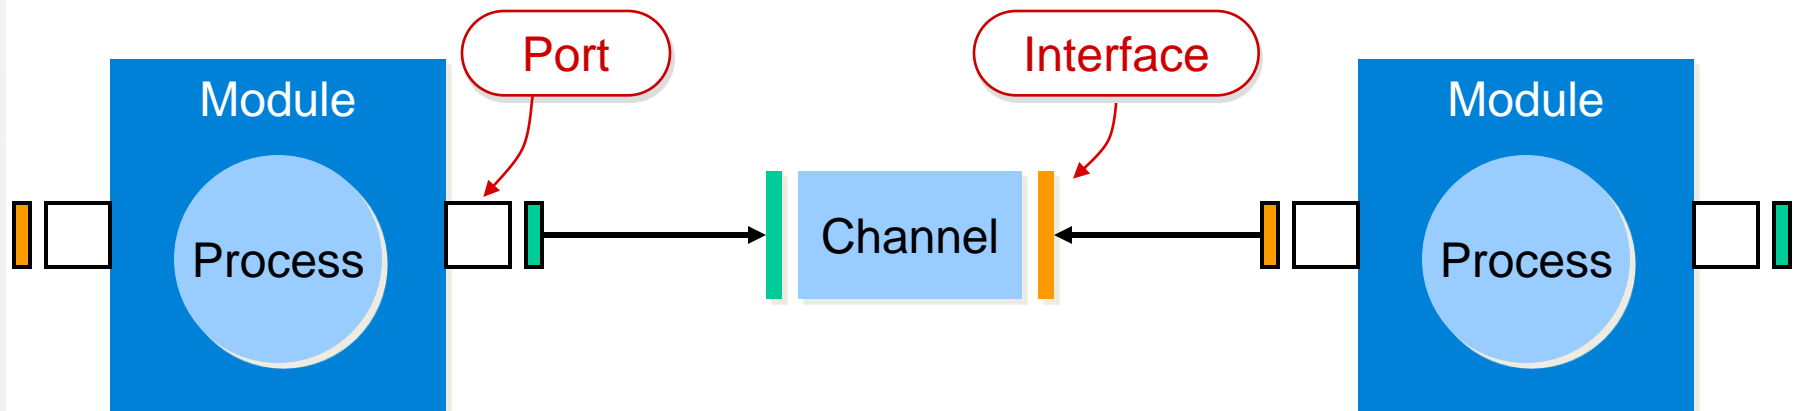 Port
Interface
Module
Module
Channel
Process
Process